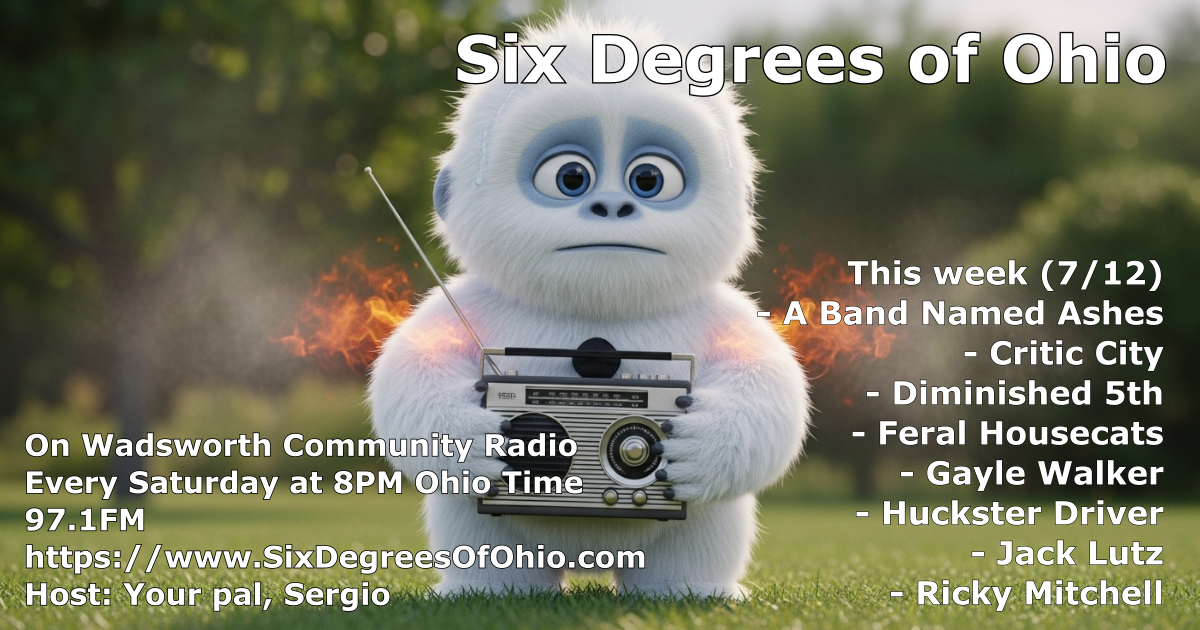 Six Degrees of Ohio
This week (7/12)
- A Band Named Ashes
- Critic City
- Diminished 5th
- Feral Housecats
- Gayle Walker
- Huckster Driver
- Jack Lutz
- Ricky Mitchell
On Wadsworth Community Radio
Every Saturday at 8PM Ohio Time
97.1FM
https://www.SixDegreesOfOhio.com
Host: Your pal, Sergio